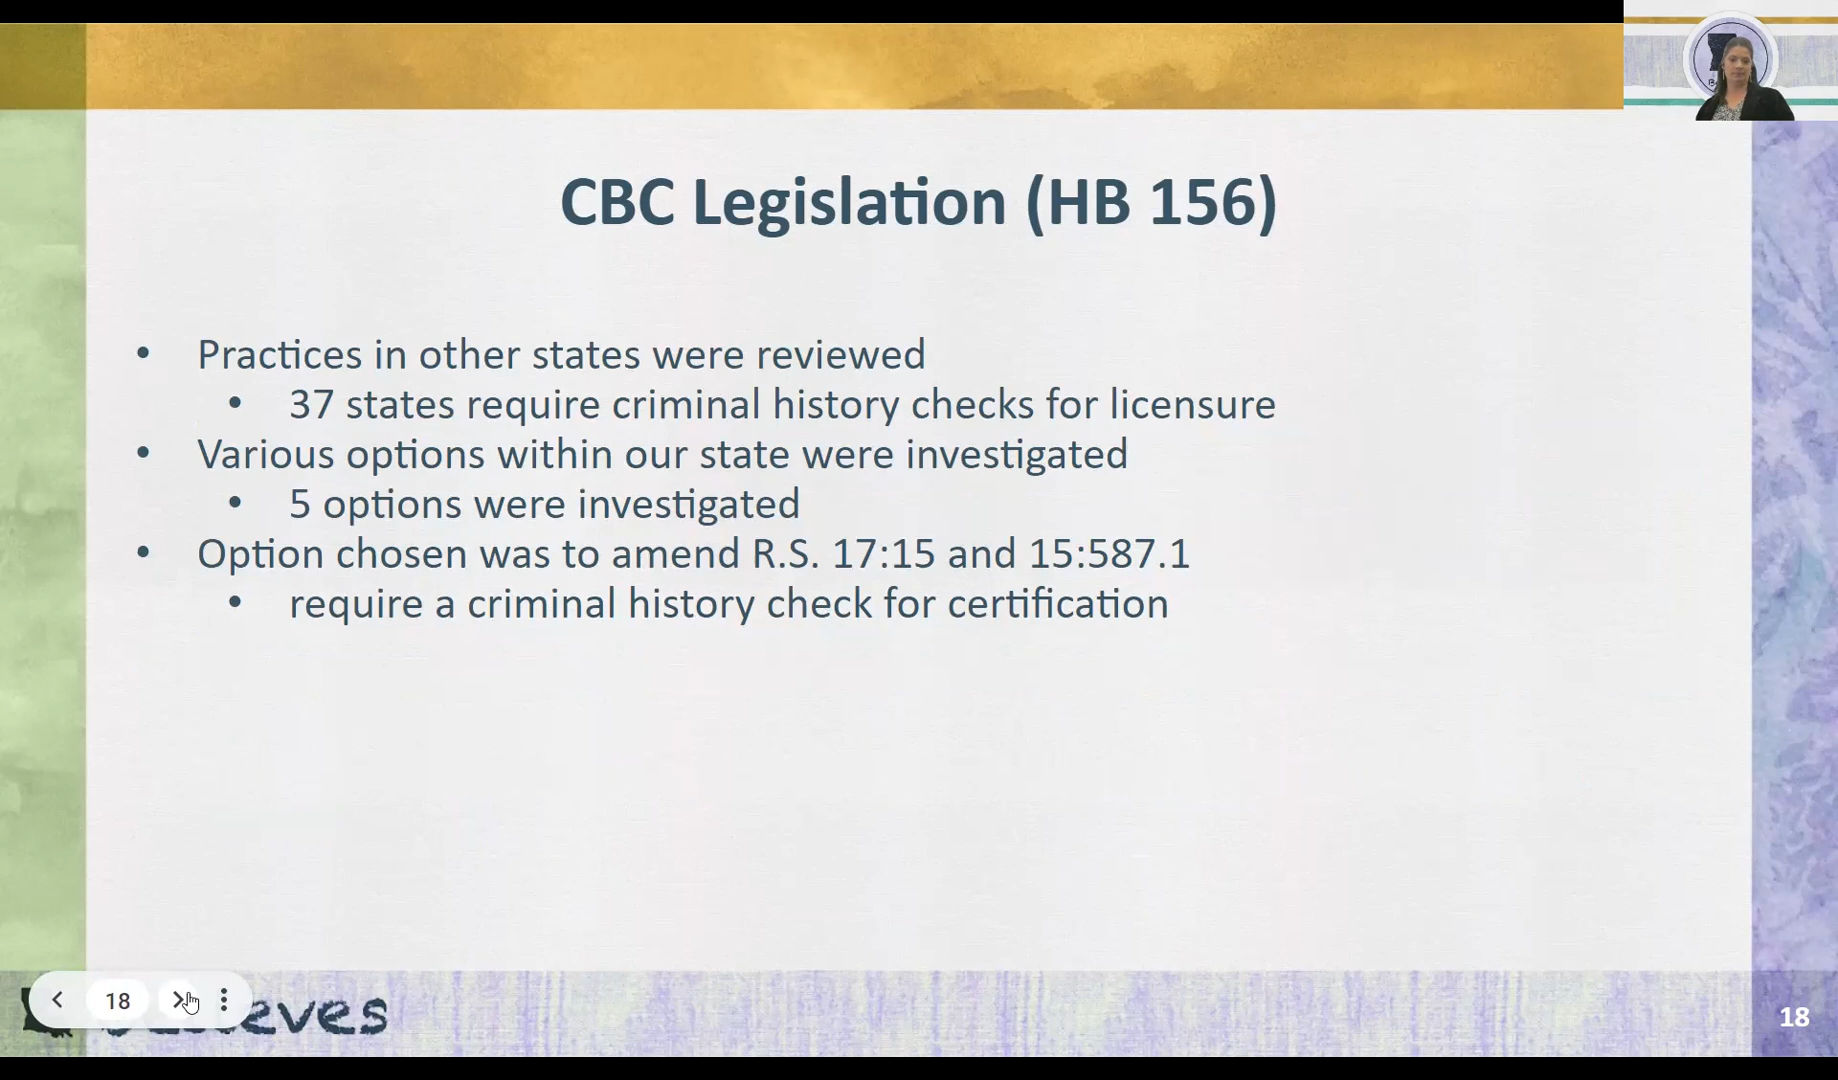 CBC Legislation (HB 156)
• Practices in other states were reviewed
• 37 states require criminal history checks for licensure
• Various options within our state were investigated
• 5 options were investigated
• Option chosen was to amend R.S. 17:15 and 15:587.1
• require a criminal history check for certification
18
18